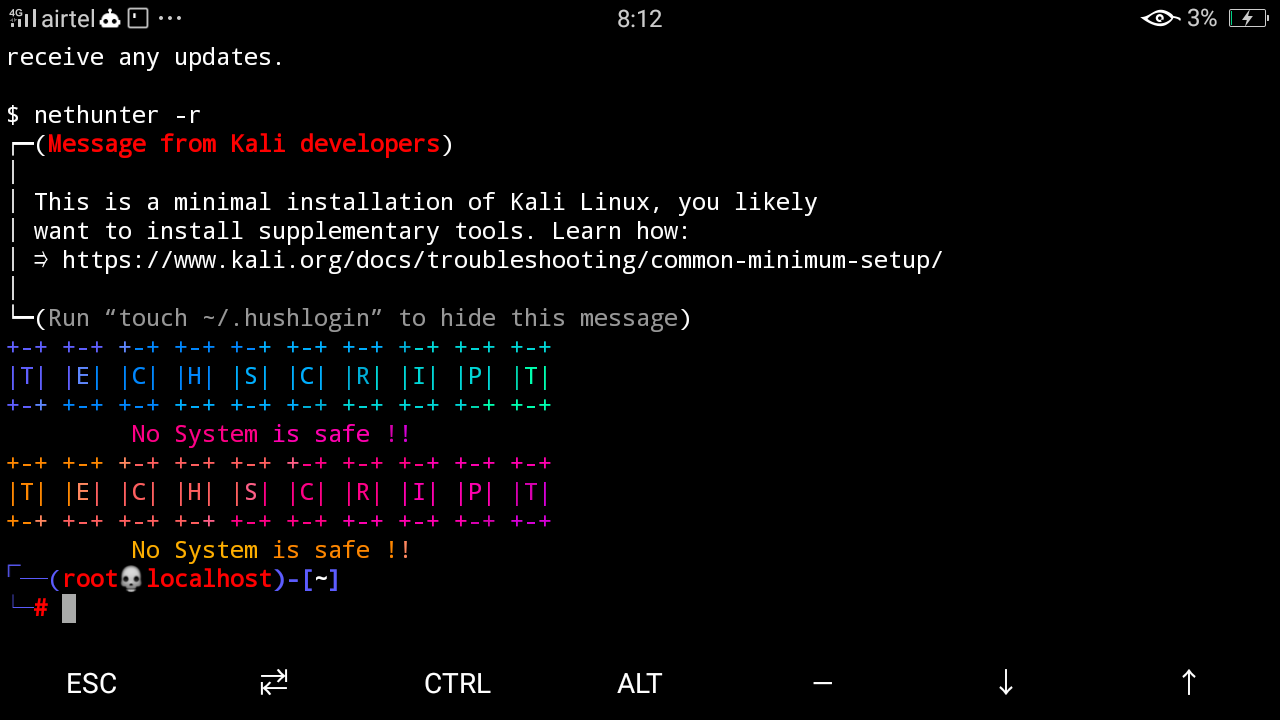 4G airtel ... 8:12 3%
receive any updates.
$ nethunter -r
┌─(Message from Kali developers)
│
│ This is a minimal installation of Kali Linux, you likely
│ want to install supplementary tools. Learn how:
│ ⇒ https://www.kali.org/docs/troubleshooting/common-minimum-setup/
│
└─(Run “touch ~/.hushlogin” to hide this message)
+-+ +-+ +-+ +-+ +-+ +-+ +-+ +-+ +-+ +-+
|T| |E| |C| |H| |S| |C| |R| |I| |P| |T|
+-+ +-+ +-+ +-+ +-+ +-+ +-+ +-+ +-+ +-+
No System is safe !!
+-+ +-+ +-+ +-+ +-+ +-+ +-+ +-+ +-+ +-+
|T| |E| |C| |H| |S| |C| |R| |I| |P| |T|
+-+ +-+ +-+ +-+ +-+ +-+ +-+ +-+ +-+ +-+
No System is safe !!
┌──(root💀localhost)-[~]
└─#
ESC ⇄ CTRL ALT — ↓ ↑